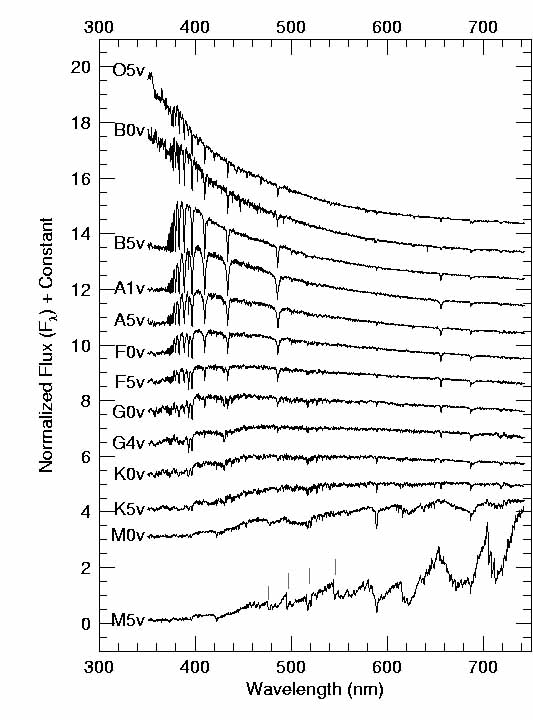 300 400 500 600 700
20
18
16
14
12
10
8
6
4
2
0
O5v
B0v
B5v
A1v
A5v
F0v
F5v
G0v
G4v
K0v
K5v
M0v
M5v
300 400 500 600 700
Wavelength (nm)
Normalized Flux (Fλ) + Constant